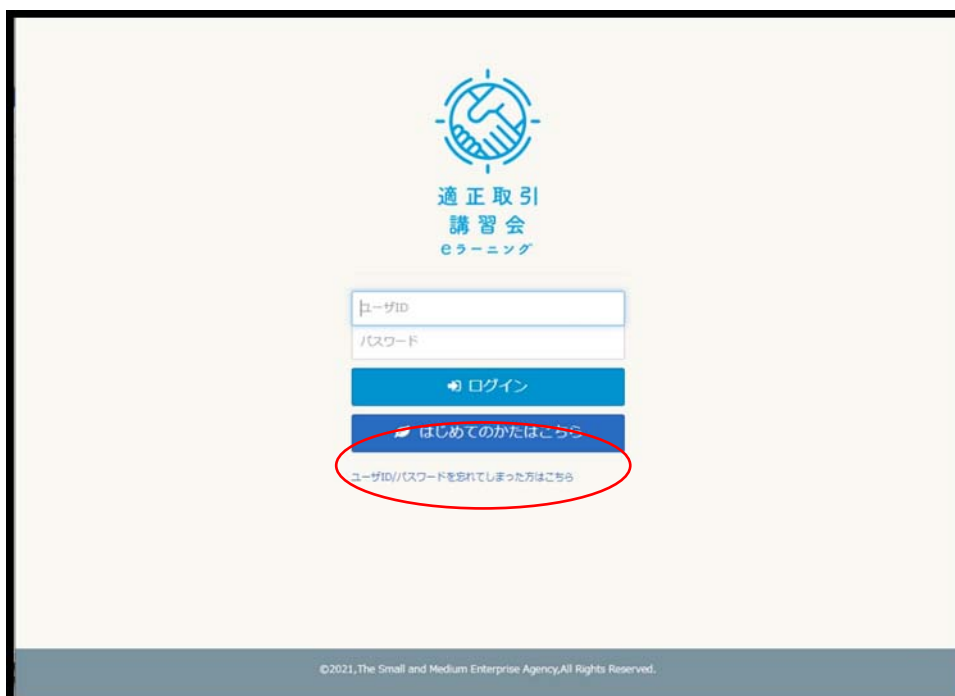 適正取引
講習会
eラーニング
ユーザID
パスワード
ログイン
はじめてのかたはこちら
ユーザID/パスワードを忘れてしまった方はこちら
©2021,The Small and Medium Enterprise Agency,All Rights Reserved.